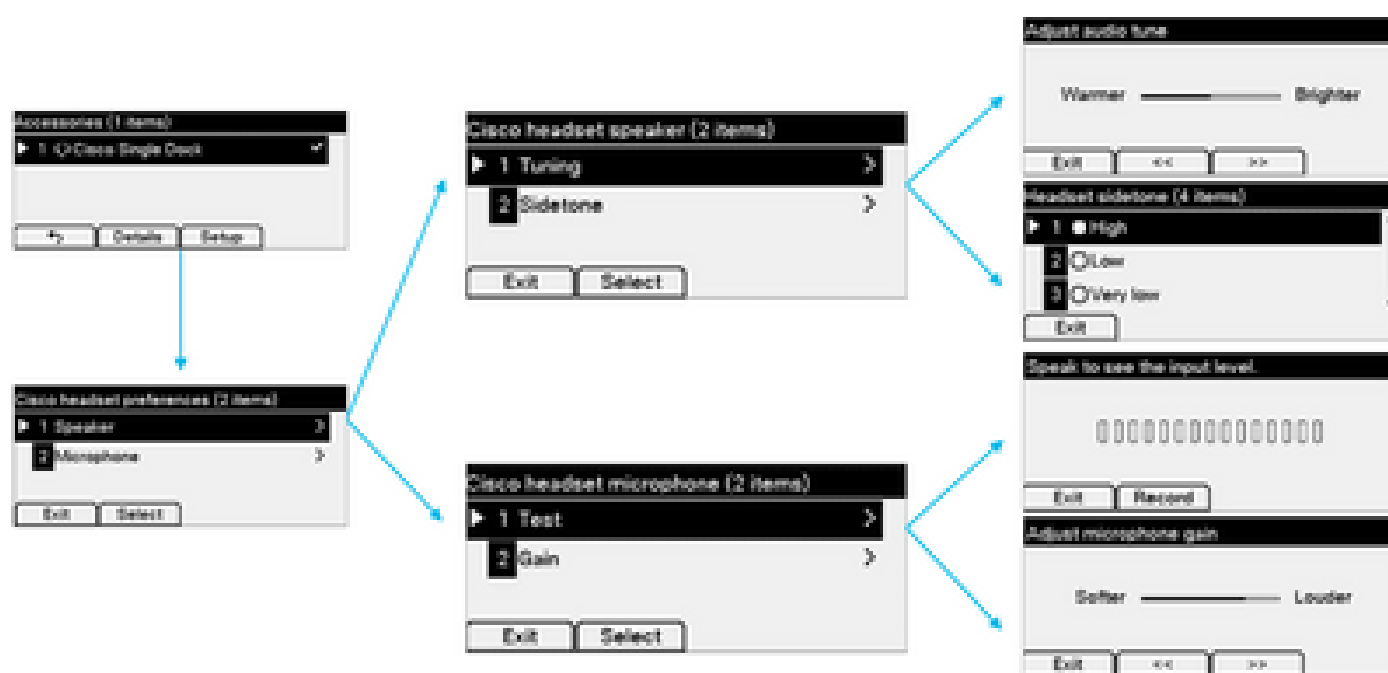 Accessories (1 items)
1 Cisco Single Dock
Details Setup
Cisco headset preferences (2 items)
1 Speaker >
2 Microphone >
Exit Select
Cisco headset speaker (2 items)
1 Tuning >
2 Sidetone >
Exit Select
Cisco headset microphone (2 items)
1 Test >
2 Gain >
Exit Select
Adjust audio tune
Warmer Brighter
Exit << >>
Headset sidetone (4 items)
1 High
2 Low
3 Very low
Exit
Speak to see the input level.
Exit Record
Adjust microphone gain
Softer Louder
Exit << >>